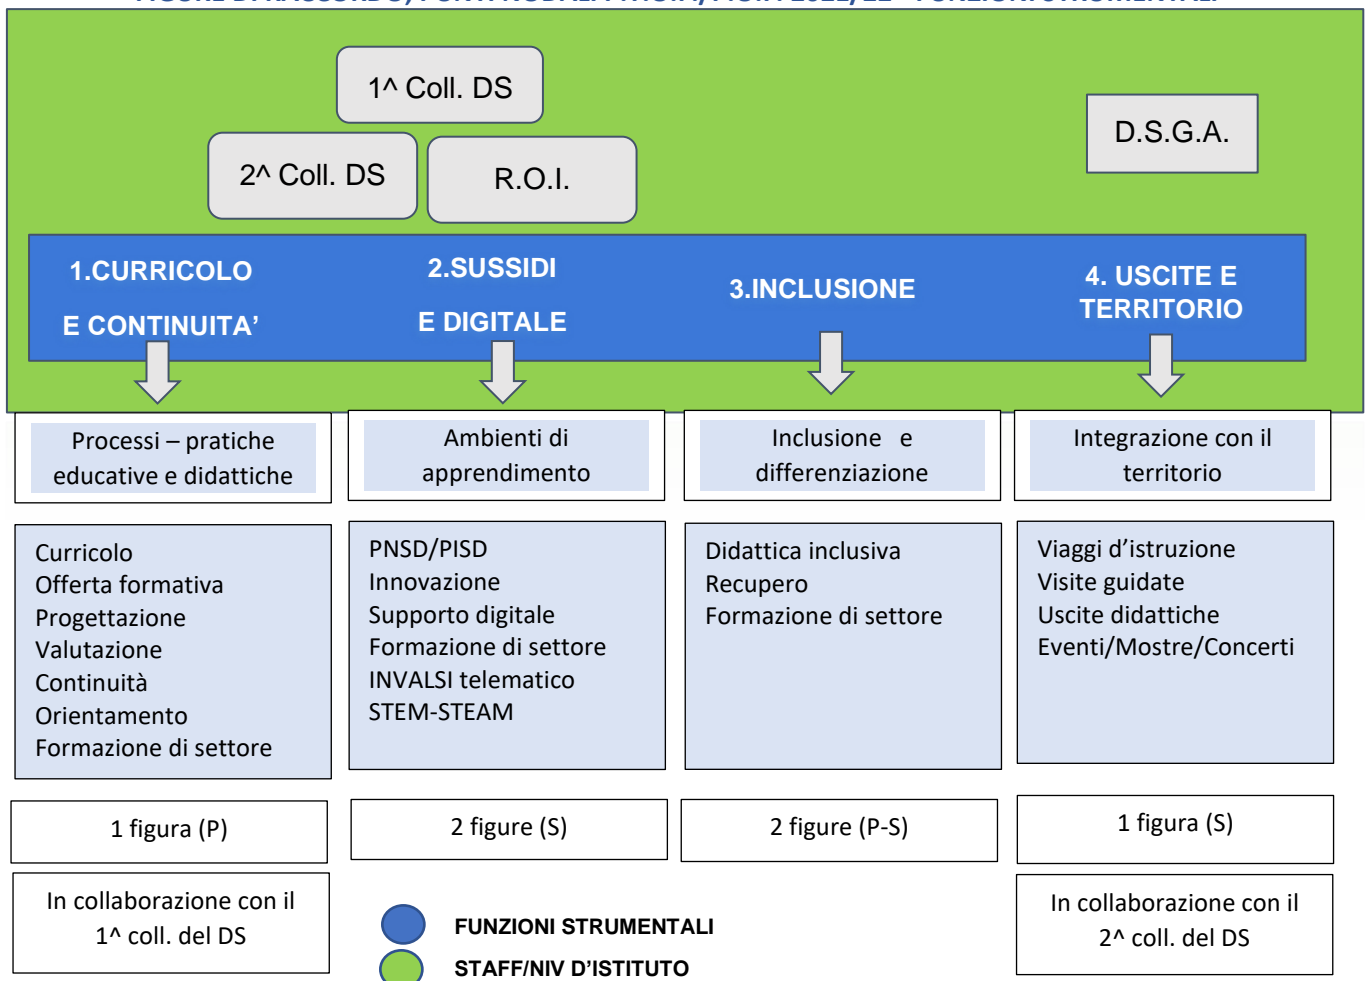 FIGURE DI RACCORDO, FUNZIONI STRUMENTALI
1^ Coll. DS
D.S.G.A.
2^ Coll. DS
R.O.I.
1.CURRICOLO
E CONTINUITA’
2.SUSSIDI
E DIGITALE
3.INCLUSIONE
4. USCITE E
TERRITORIO
Processi – pratiche
educative e didattiche
Ambienti di
apprendimento
Inclusione e
differenziazione
Integrazione con il
territorio
Curricolo
Offerta formativa
Progettazione
Valutazione
Continuità
Orientamento
Formazione di settore
PNSD/PISD
Innovazione
Supporto digitale
Formazione di settore
INVALSI telematico
STEM-STEAM
Didattica inclusiva
Recupero
Formazione di settore
Viaggi d’istruzione
Visite guidate
Uscite didattiche
Eventi/Mostre/Concerti
1 figura (P)
2 figure (S)
2 figure (P-S)
1 figura (S)
In collaborazione con il
1^ coll. del DS
In collaborazione con il
2^ coll. del DS
FUNZIONI STRUMENTALI
STAFF/NIV D’ISTITUTO